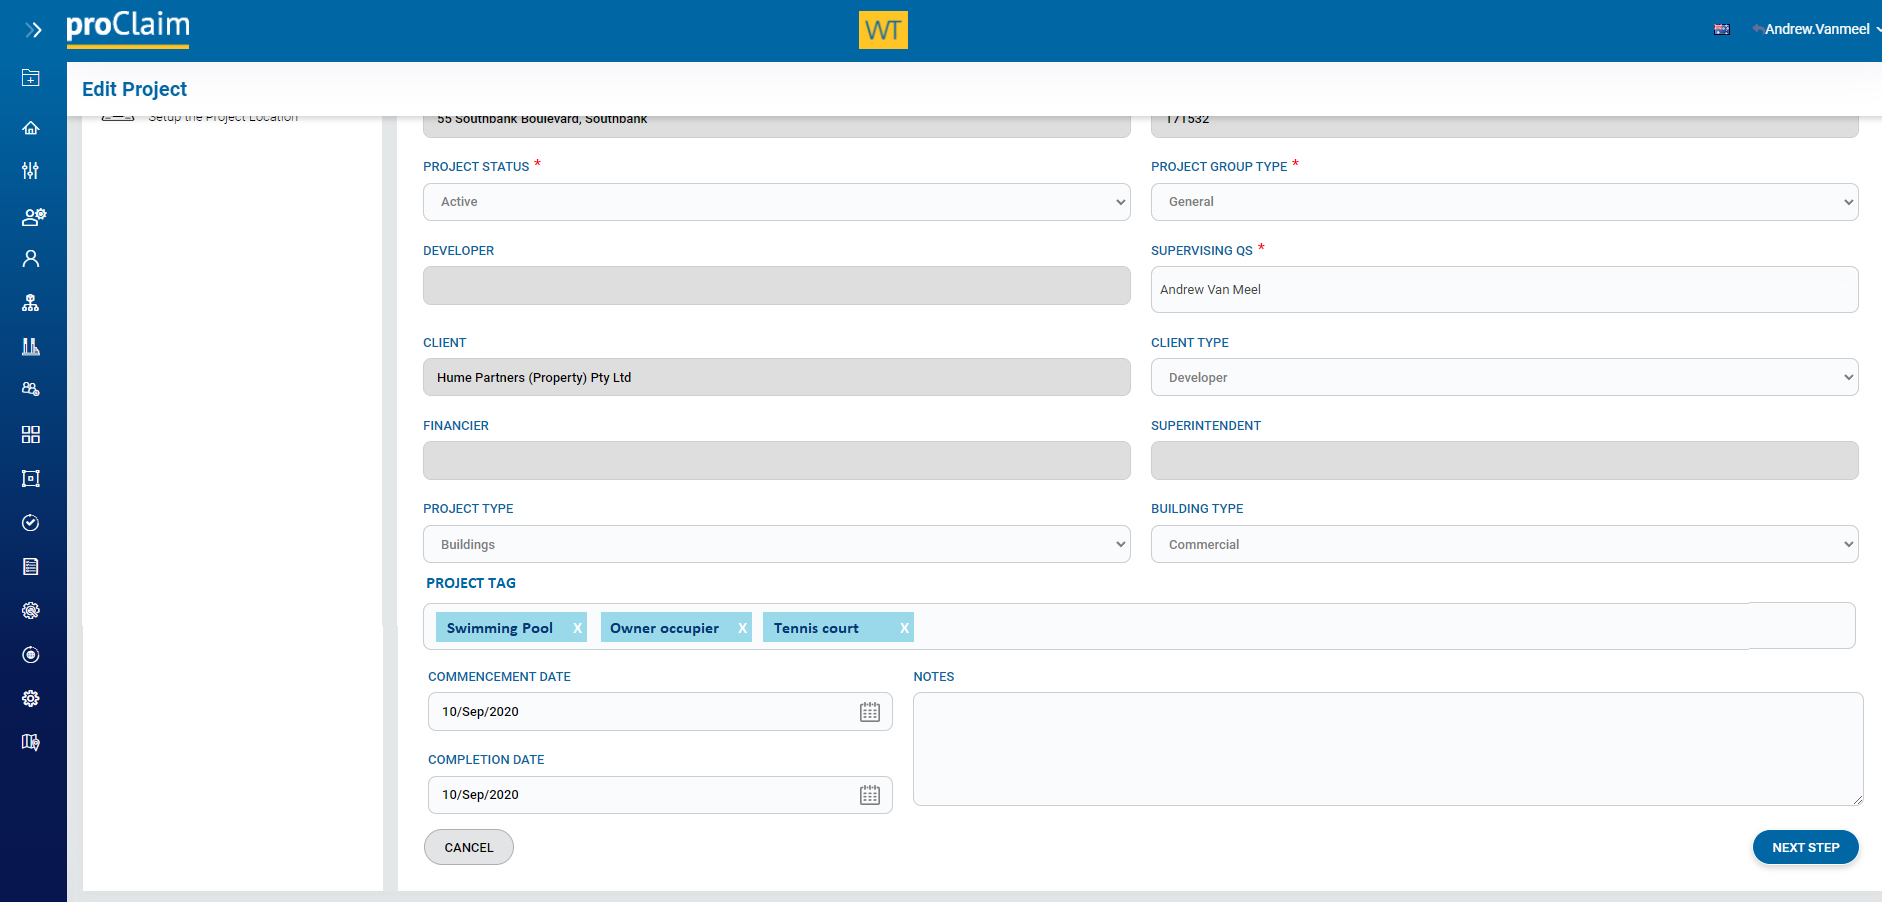 proClaim
WT
Andrew.Vanmeel
Edit Project
Setup the Project Location
55 Southbank Boulevard, Southbank
171532
PROJECT STATUS *
PROJECT GROUP TYPE *
Active
General
DEVELOPER
SUPERVISING QS *
Andrew Van Meel
CLIENT
CLIENT TYPE
Hume Partners (Property) Pty Ltd
Developer
FINANCIER
SUPERINTENDENT
PROJECT TYPE
BUILDING TYPE
Buildings
Commercial
PROJECT TAG
Swimming Pool X Owner occupier X Tennis court X
COMMENCEMENT DATE
NOTES
10/Sep/2020
COMPLETION DATE
10/Sep/2020
CANCEL
NEXT STEP